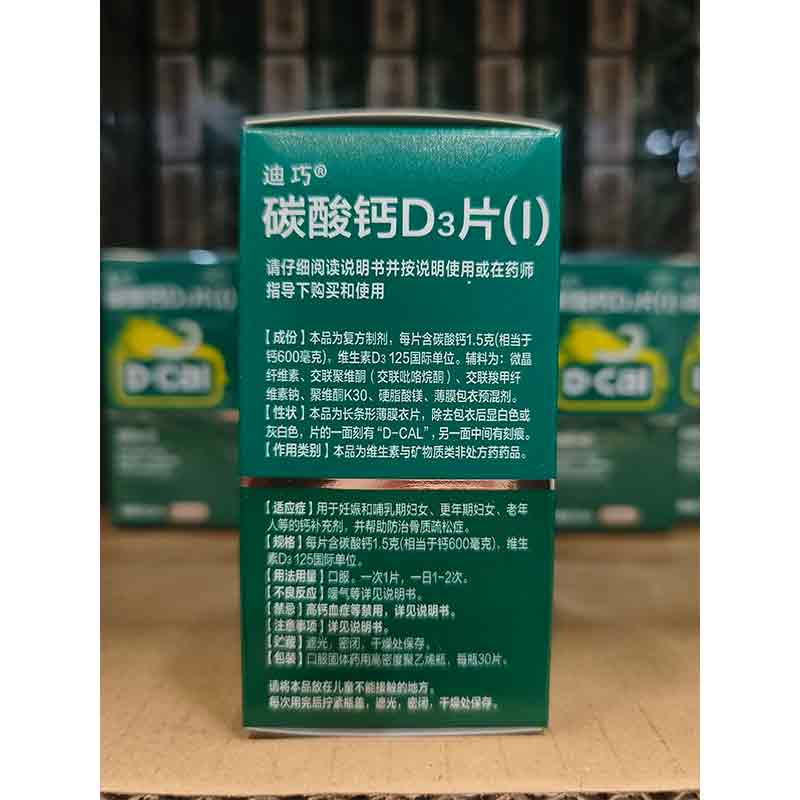 迪巧®
碳酸钙D3片(I)
请仔细阅读说明书并按说明使用或在药师
指导下购买和使用
【成份】本品为复方制剂，每片含碳酸钙1.5克(相当于
钙600毫克)，维生素D3 125国际单位。辅料为：微晶
纤维素、交联聚维酮（交联吡咯烷酮）、交联羧甲纤
维素钠、聚维酮K30、硬脂酸镁、薄膜包衣预混剂。
【性状】本品为长条形薄膜衣片，除去包衣后显白色或
灰白色，片的一面刻有“D-CAL”，另一面中间有刻痕。
【作用类别】本品为维生素与矿物质类非处方药药品。
【适应症】用于妊娠和哺乳期妇女、更年期妇女、老年
人等的钙补充剂，并帮助防治骨质疏松症。
【规格】每片含碳酸钙1.5克(相当于钙600毫克)，维生
素D3 125国际单位。
【用法用量】口服。一次1片，一日1~2次。
【不良反应】嗳气等详见说明书。
【禁忌】高钙血症等禁用，详见说明书。
【注意事项】详见说明书。
【贮藏】遮光，密闭，干燥处保存。
【包装】口服固体药用高密度聚乙烯瓶，每瓶30片。
请将本品放在儿童不能接触的地方。
每次用完后拧紧瓶盖，遮光，密闭，干燥处保存。
碳酸钙D3片(I)
D-Cal
D-Cal